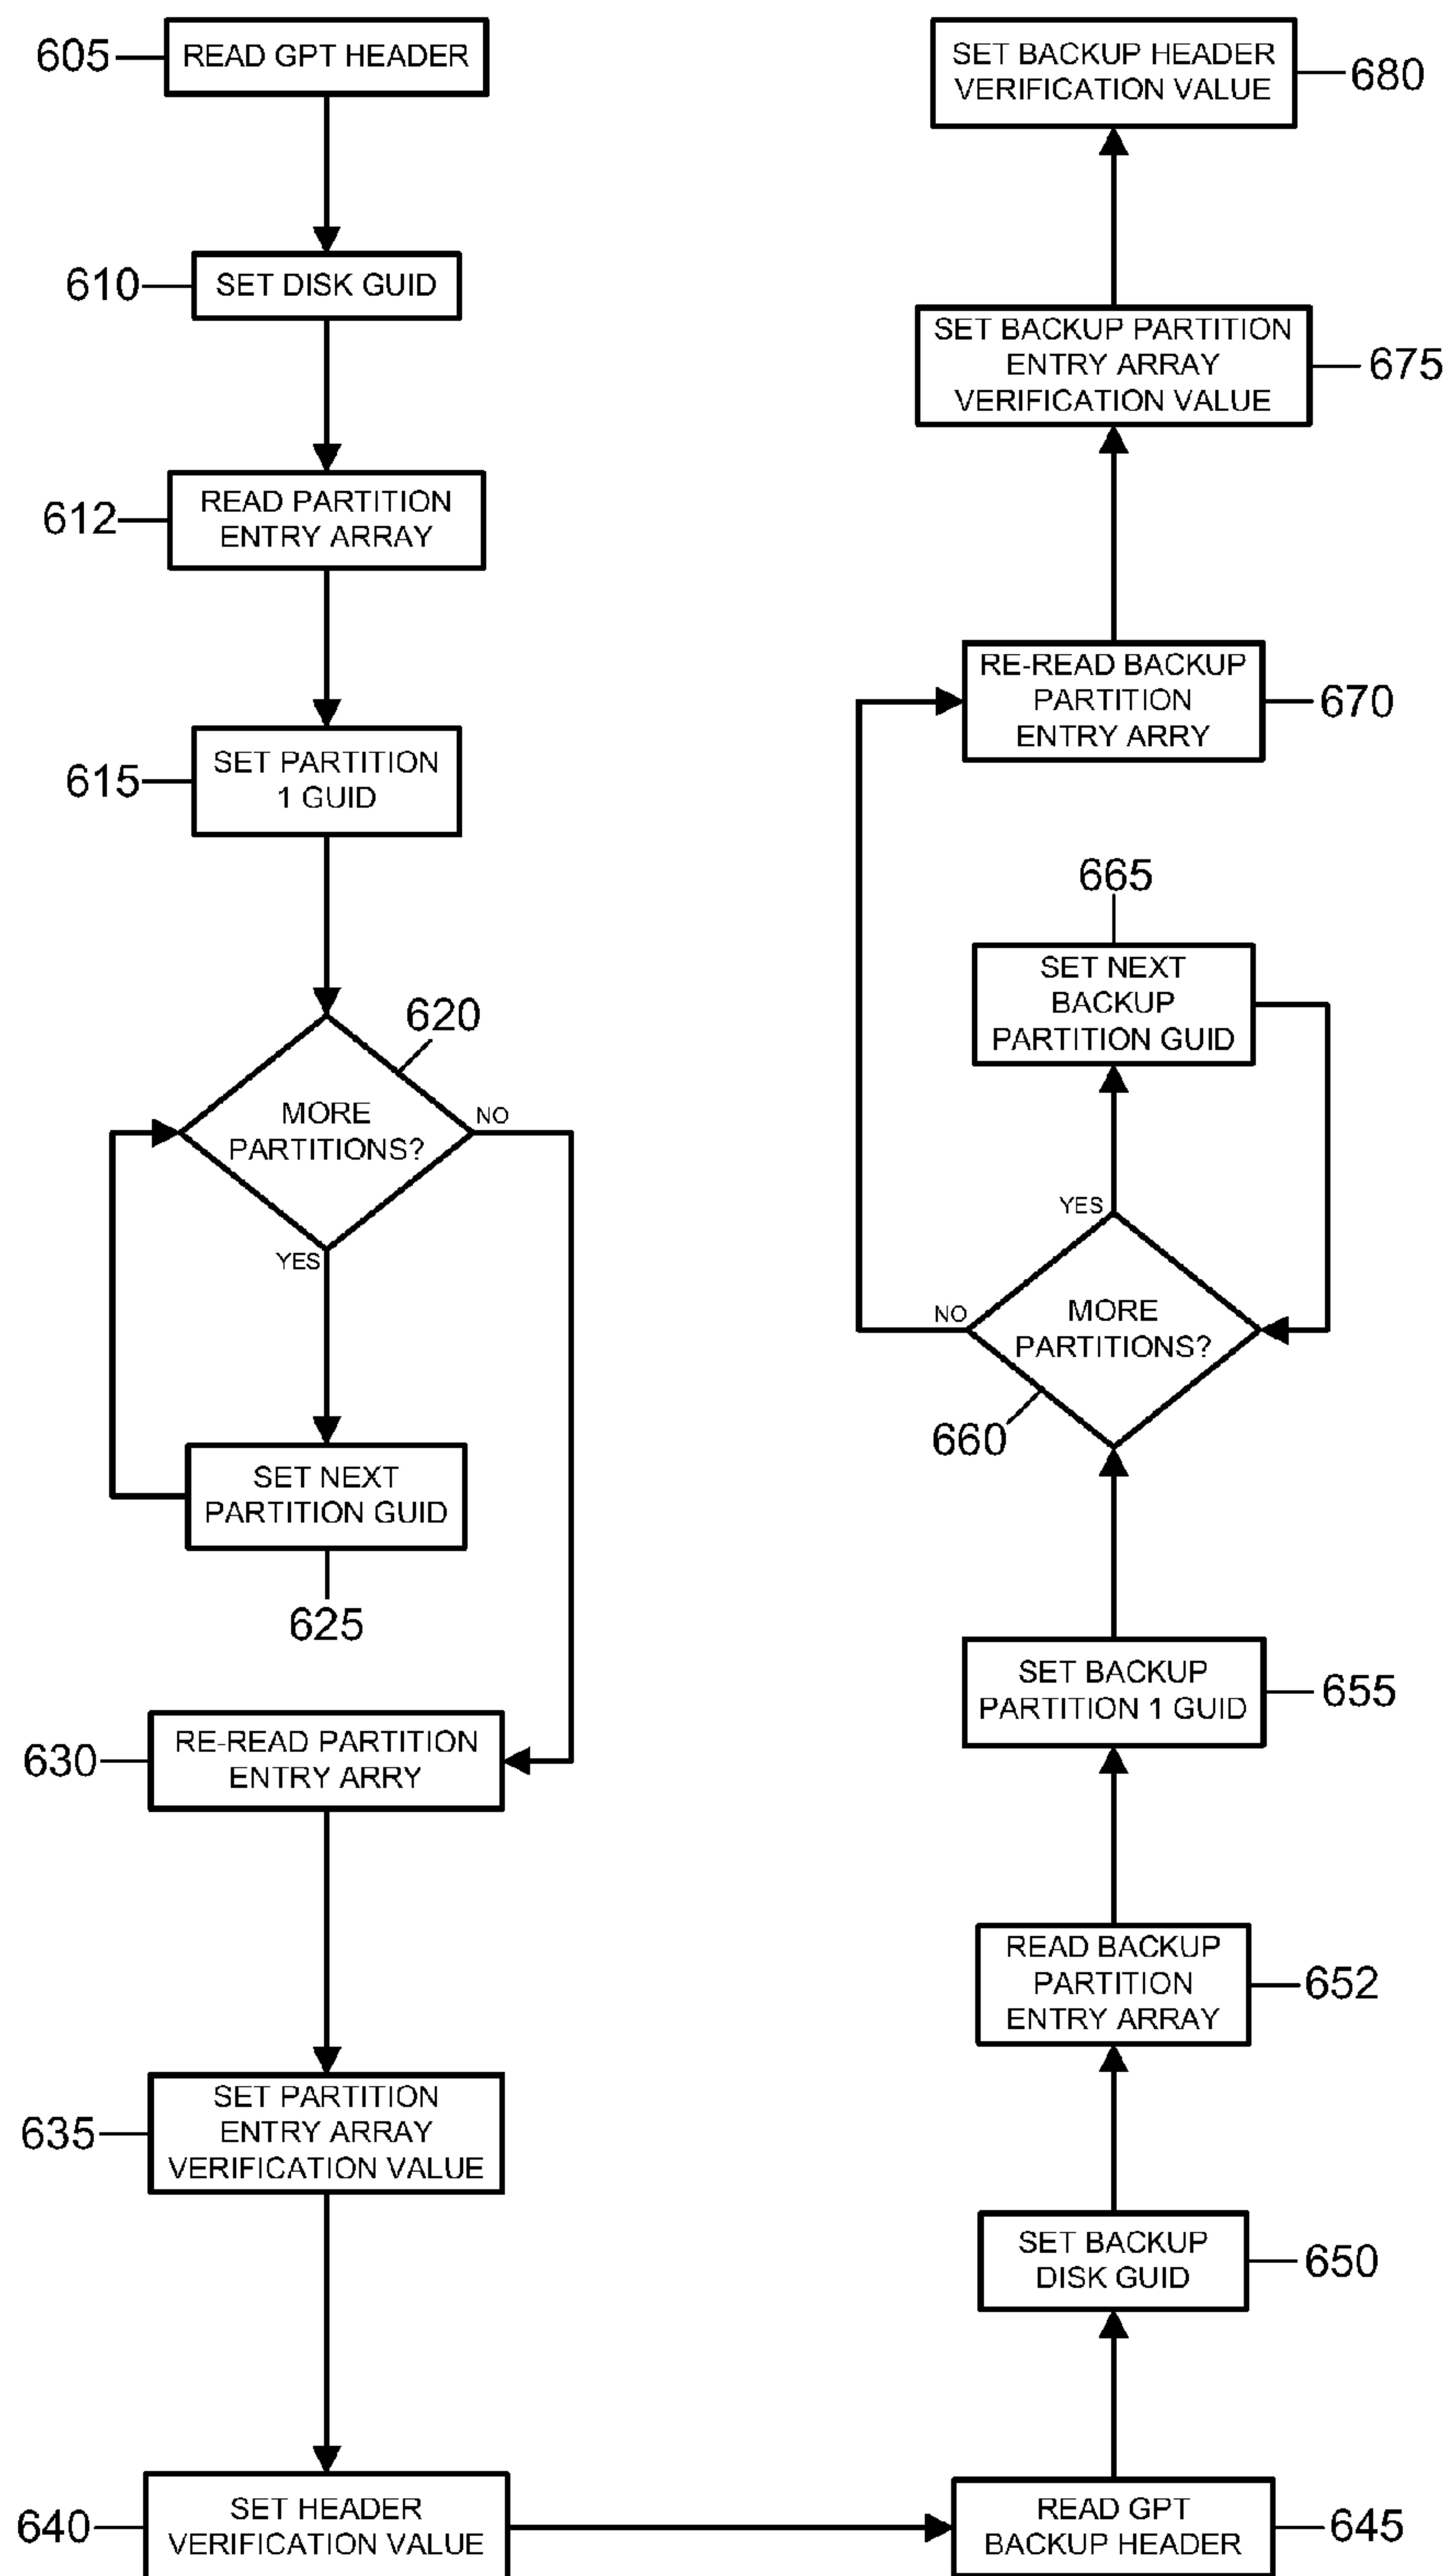 605
READ GPT HEADER
610
SET DISK GUID
612
READ PARTITION
ENTRY ARRAY
615
SET PARTITION
1 GUID
620
MORE
PARTITIONS?
NO
YES
SET NEXT
PARTITION GUID
625
630
RE-READ PARTITION
ENTRY ARRY
635
SET PARTITION
ENTRY ARRAY
VERIFICATION VALUE
640
SET HEADER
VERIFICATION VALUE
READ GPT
BACKUP HEADER
645
SET BACKUP
DISK GUID
650
READ BACKUP
PARTITION
ENTRY ARRAY
652
SET BACKUP
PARTITION 1 GUID
655
660
MORE
PARTITIONS?
NO
YES
665
SET NEXT
BACKUP
PARTITION GUID
RE-READ BACKUP
PARTITION
ENTRY ARRY
670
SET BACKUP PARTITION
ENTRY ARRAY
VERIFICATION VALUE
675
SET BACKUP HEADER
VERIFICATION VALUE
680